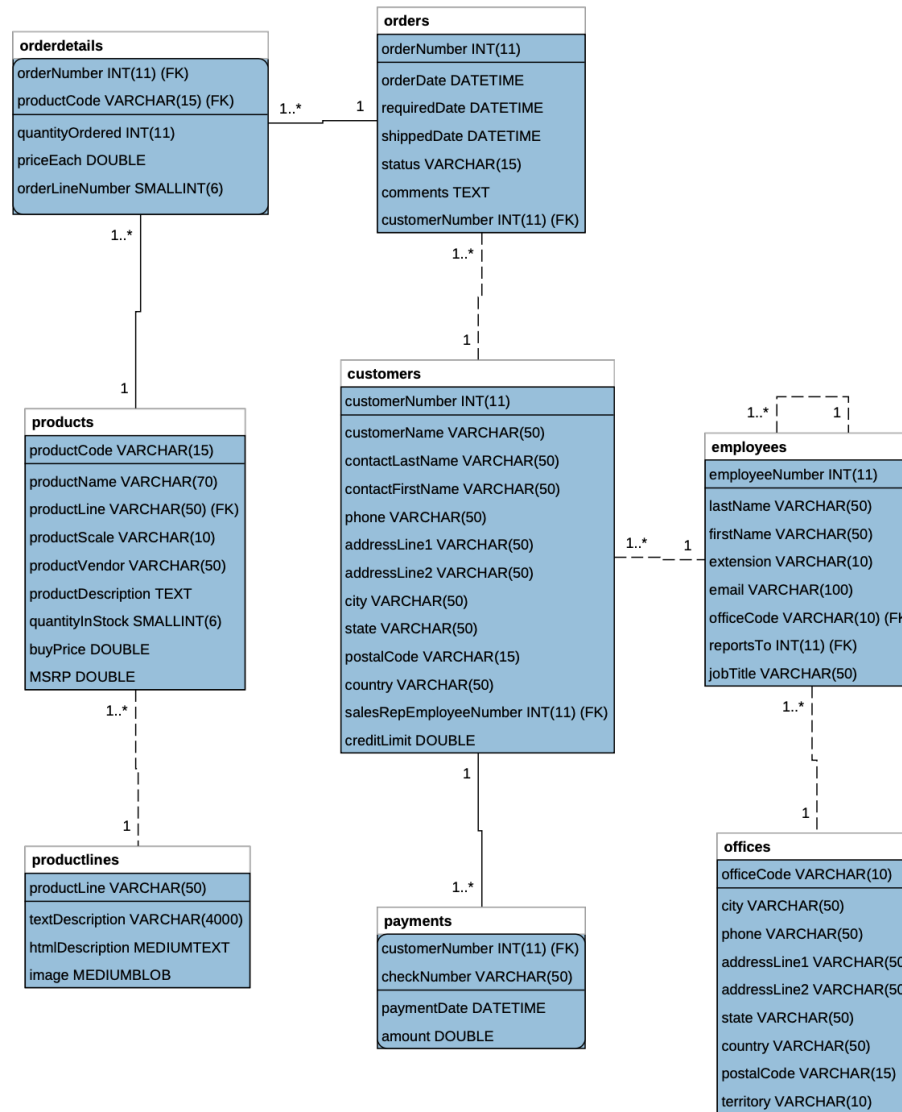 orders
orderNumber INT(11)
orderDate DATETIME
requiredDate DATETIME
shippedDate DATETIME
status VARCHAR(15)
comments TEXT
customerNumber INT(11) (FK)
orderdetails
orderNumber INT(11) (FK)
productCode VARCHAR(15) (FK)
quantityOrdered INT(11)
priceEach DOUBLE
orderLineNumber SMALLINT(6)
1..*
1
1..*
1
1..*
1
products
productCode VARCHAR(15)
productName VARCHAR(70)
productLine VARCHAR(50) (FK)
productScale VARCHAR(10)
productVendor VARCHAR(50)
productDescription TEXT
quantityInStock SMALLINT(6)
buyPrice DOUBLE
MSRP DOUBLE
customers
customerNumber INT(11)
customerName VARCHAR(50)
contactLastName VARCHAR(50)
contactFirstName VARCHAR(50)
phone VARCHAR(50)
addressLine1 VARCHAR(50)
addressLine2 VARCHAR(50)
city VARCHAR(50)
state VARCHAR(50)
postalCode VARCHAR(15)
country VARCHAR(50)
salesRepEmployeeNumber INT(11) (FK)
creditLimit DOUBLE
1..*
1
1..*
1
employees
employeeNumber INT(11)
lastName VARCHAR(50)
firstName VARCHAR(50)
extension VARCHAR(10)
email VARCHAR(100)
officeCode VARCHAR(10) (FK
reportsTo INT(11) (FK)
jobTitle VARCHAR(50)
1..*
1
1
1..*
1..*
1
productlines
productLine VARCHAR(50)
textDescription VARCHAR(4000)
htmlDescription MEDIUMTEXT
image MEDIUMBLOB
payments
customerNumber INT(11) (FK)
checkNumber VARCHAR(50)
paymentDate DATETIME
amount DOUBLE
offices
officeCode VARCHAR(10)
city VARCHAR(50)
phone VARCHAR(50)
addressLine1 VARCHAR(50
addressLine2 VARCHAR(50
state VARCHAR(50)
country VARCHAR(50)
postalCode VARCHAR(15)
territory VARCHAR(10)